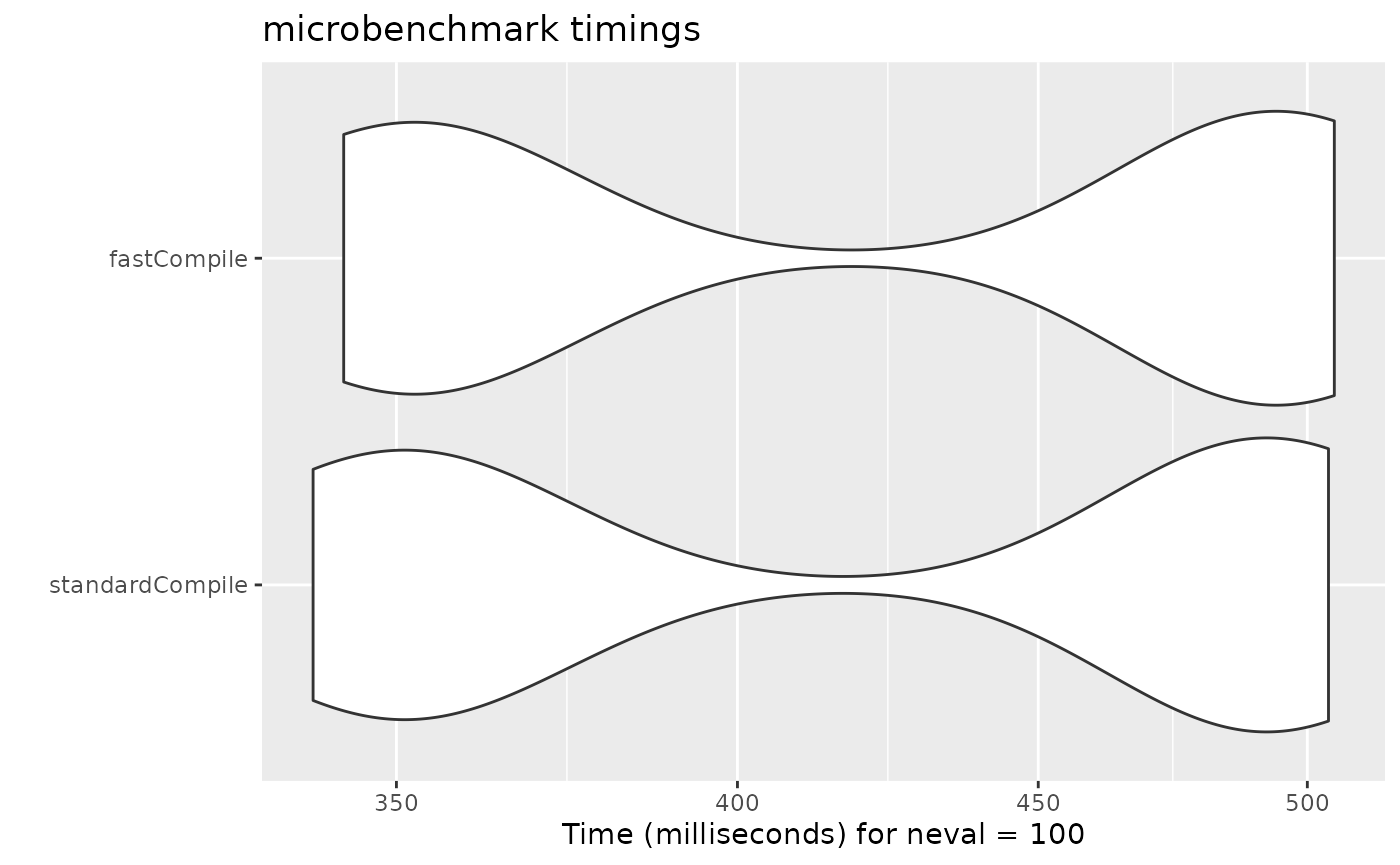 microbenchmark timings
fastCompile
standardCompile
350 400 450 500
Time (milliseconds) for neval = 100